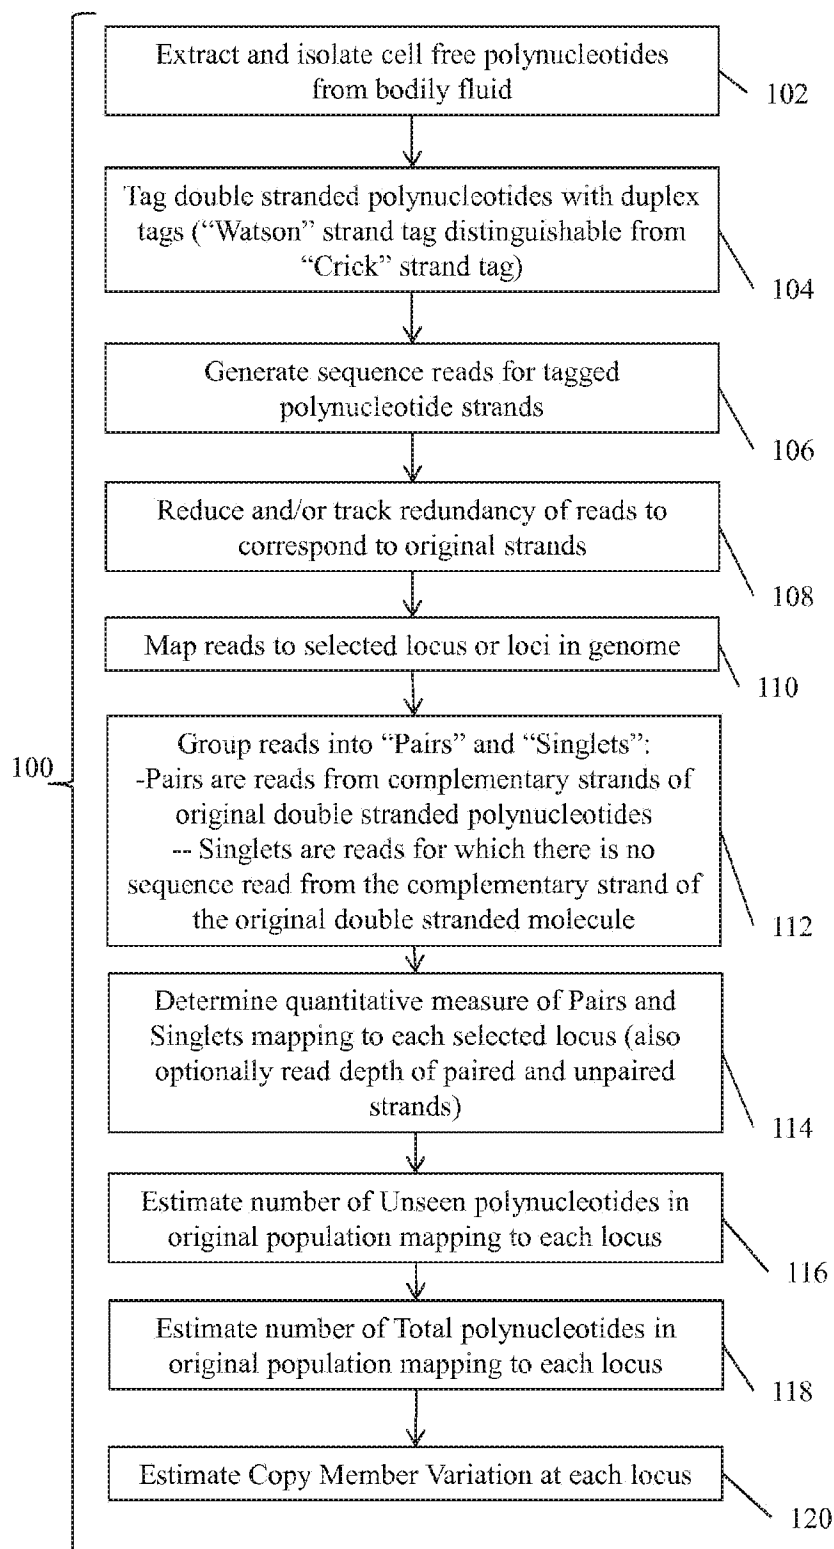 Extract and isolate cell free polynucleotides
from bodily fluid
102
Tag double stranded polynucleotides with duplex
tags (“Watson” strand tag distinguishable from
“Crick” strand tag)
104
Generate sequence reads for tagged
polynucleotide strands
106
Reduce and/or track redundancy of reads to
correspond to original strands
108
Map reads to selected locus or loci in genome
110
100
Group reads into “Pairs” and “Singlets”:
-Pairs are reads from complementary strands of
original double stranded polynucleotides
-- Singlets are reads for which there is no
sequence read from the complementary strand of
the original double stranded molecule
112
Determine quantitative measure of Pairs and
Singlets mapping to each selected locus (also
optionally read depth of paired and unpaired
strands)
114
Estimate number of Unseen polynucleotides in
original population mapping to each locus
116
Estimate number of Total polynucleotides in
original population mapping to each locus
118
Estimate Copy Member Variation at each locus
120